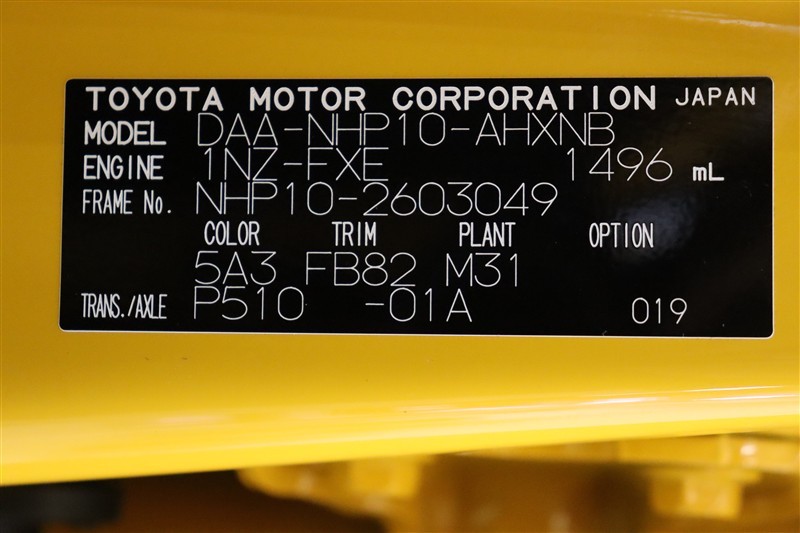 TOYOTA MOTOR CORPORATION JAPAN
MODEL DAA-NHP10-AHXNB
ENGINE 1NZ-FXE 1496 mL
FRAME No. NHP10-2603049
COLOR TRIM PLANT OPTION
5A3 FB82 M31
TRANS./AXLE P510 -01A 019